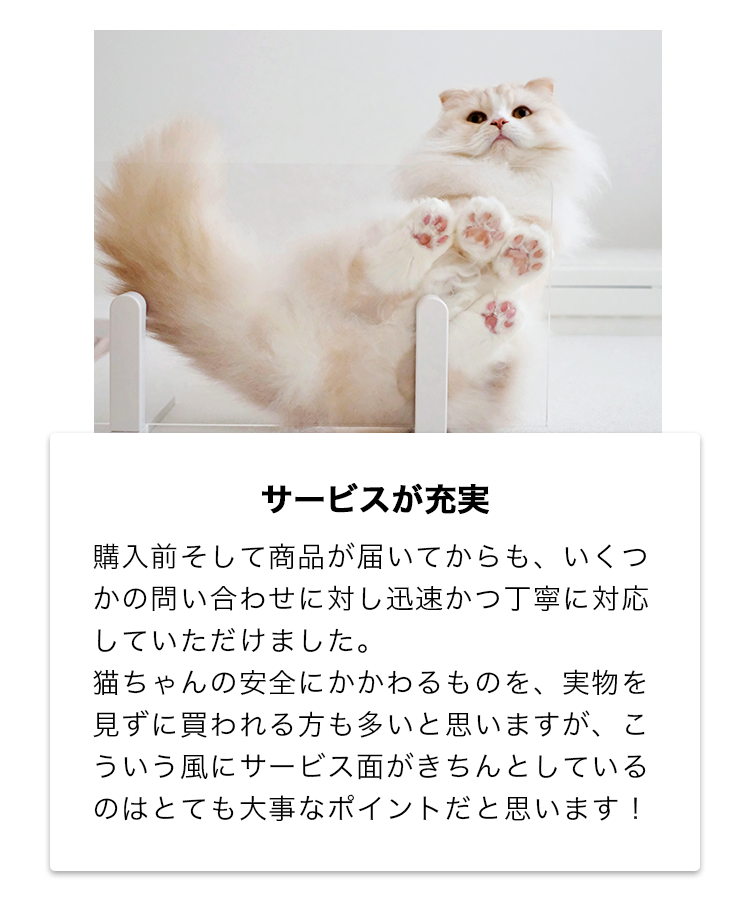 サービスが充実
購入前そして商品が届いてからも、いくつ
かの問い合わせに対し迅速かつ丁寧に対応
していただけました。
猫ちゃんの安全にかかわるものを、実物を
見ずに買われる方も多いと思いますが、こ
ういう風にサービス面がきちんとしている
のはとても大事なポイントだと思います！